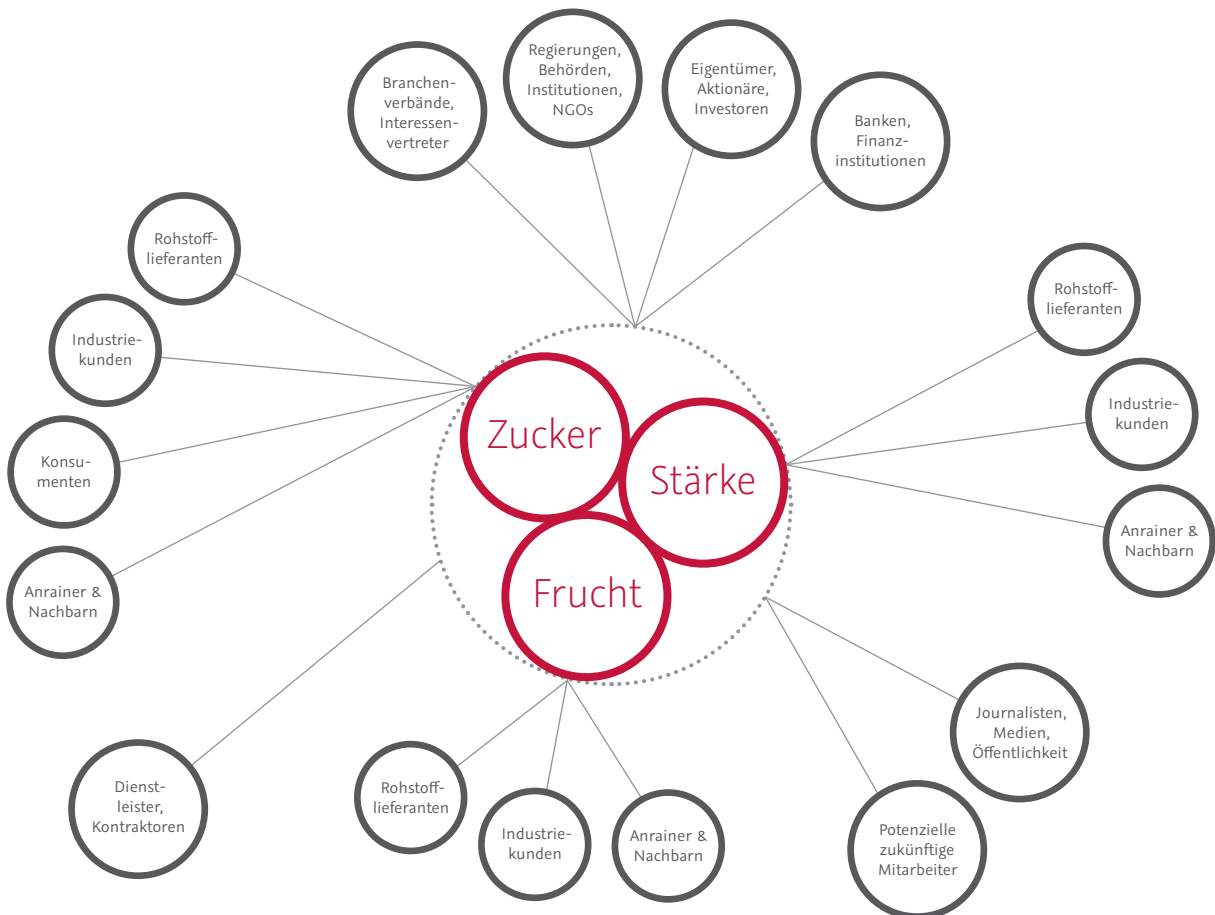 Branchen-
verbände,
Interessen-
vertreter
Regierungen,
Behörden,
Institutionen,
NGOs
Eigentümer,
Aktionäre,
Investoren
Banken,
Finanz-
institutionen
Rohstoff-
lieferanten
Industrie-
kunden
Konsu-
menten
Anrainer &
Nachbarn
Zucker
Stärke
Frucht
Rohstoff-
lieferanten
Industrie-
kunden
Anrainer &
Nachbarn
Dienst-
leister,
Kontraktoren
Rohstoff-
lieferanten
Industrie-
kunden
Anrainer &
Nachbarn
Journalisten,
Medien,
Öffentlichkeit
Potenzielle
zukünftige
Mitarbeiter